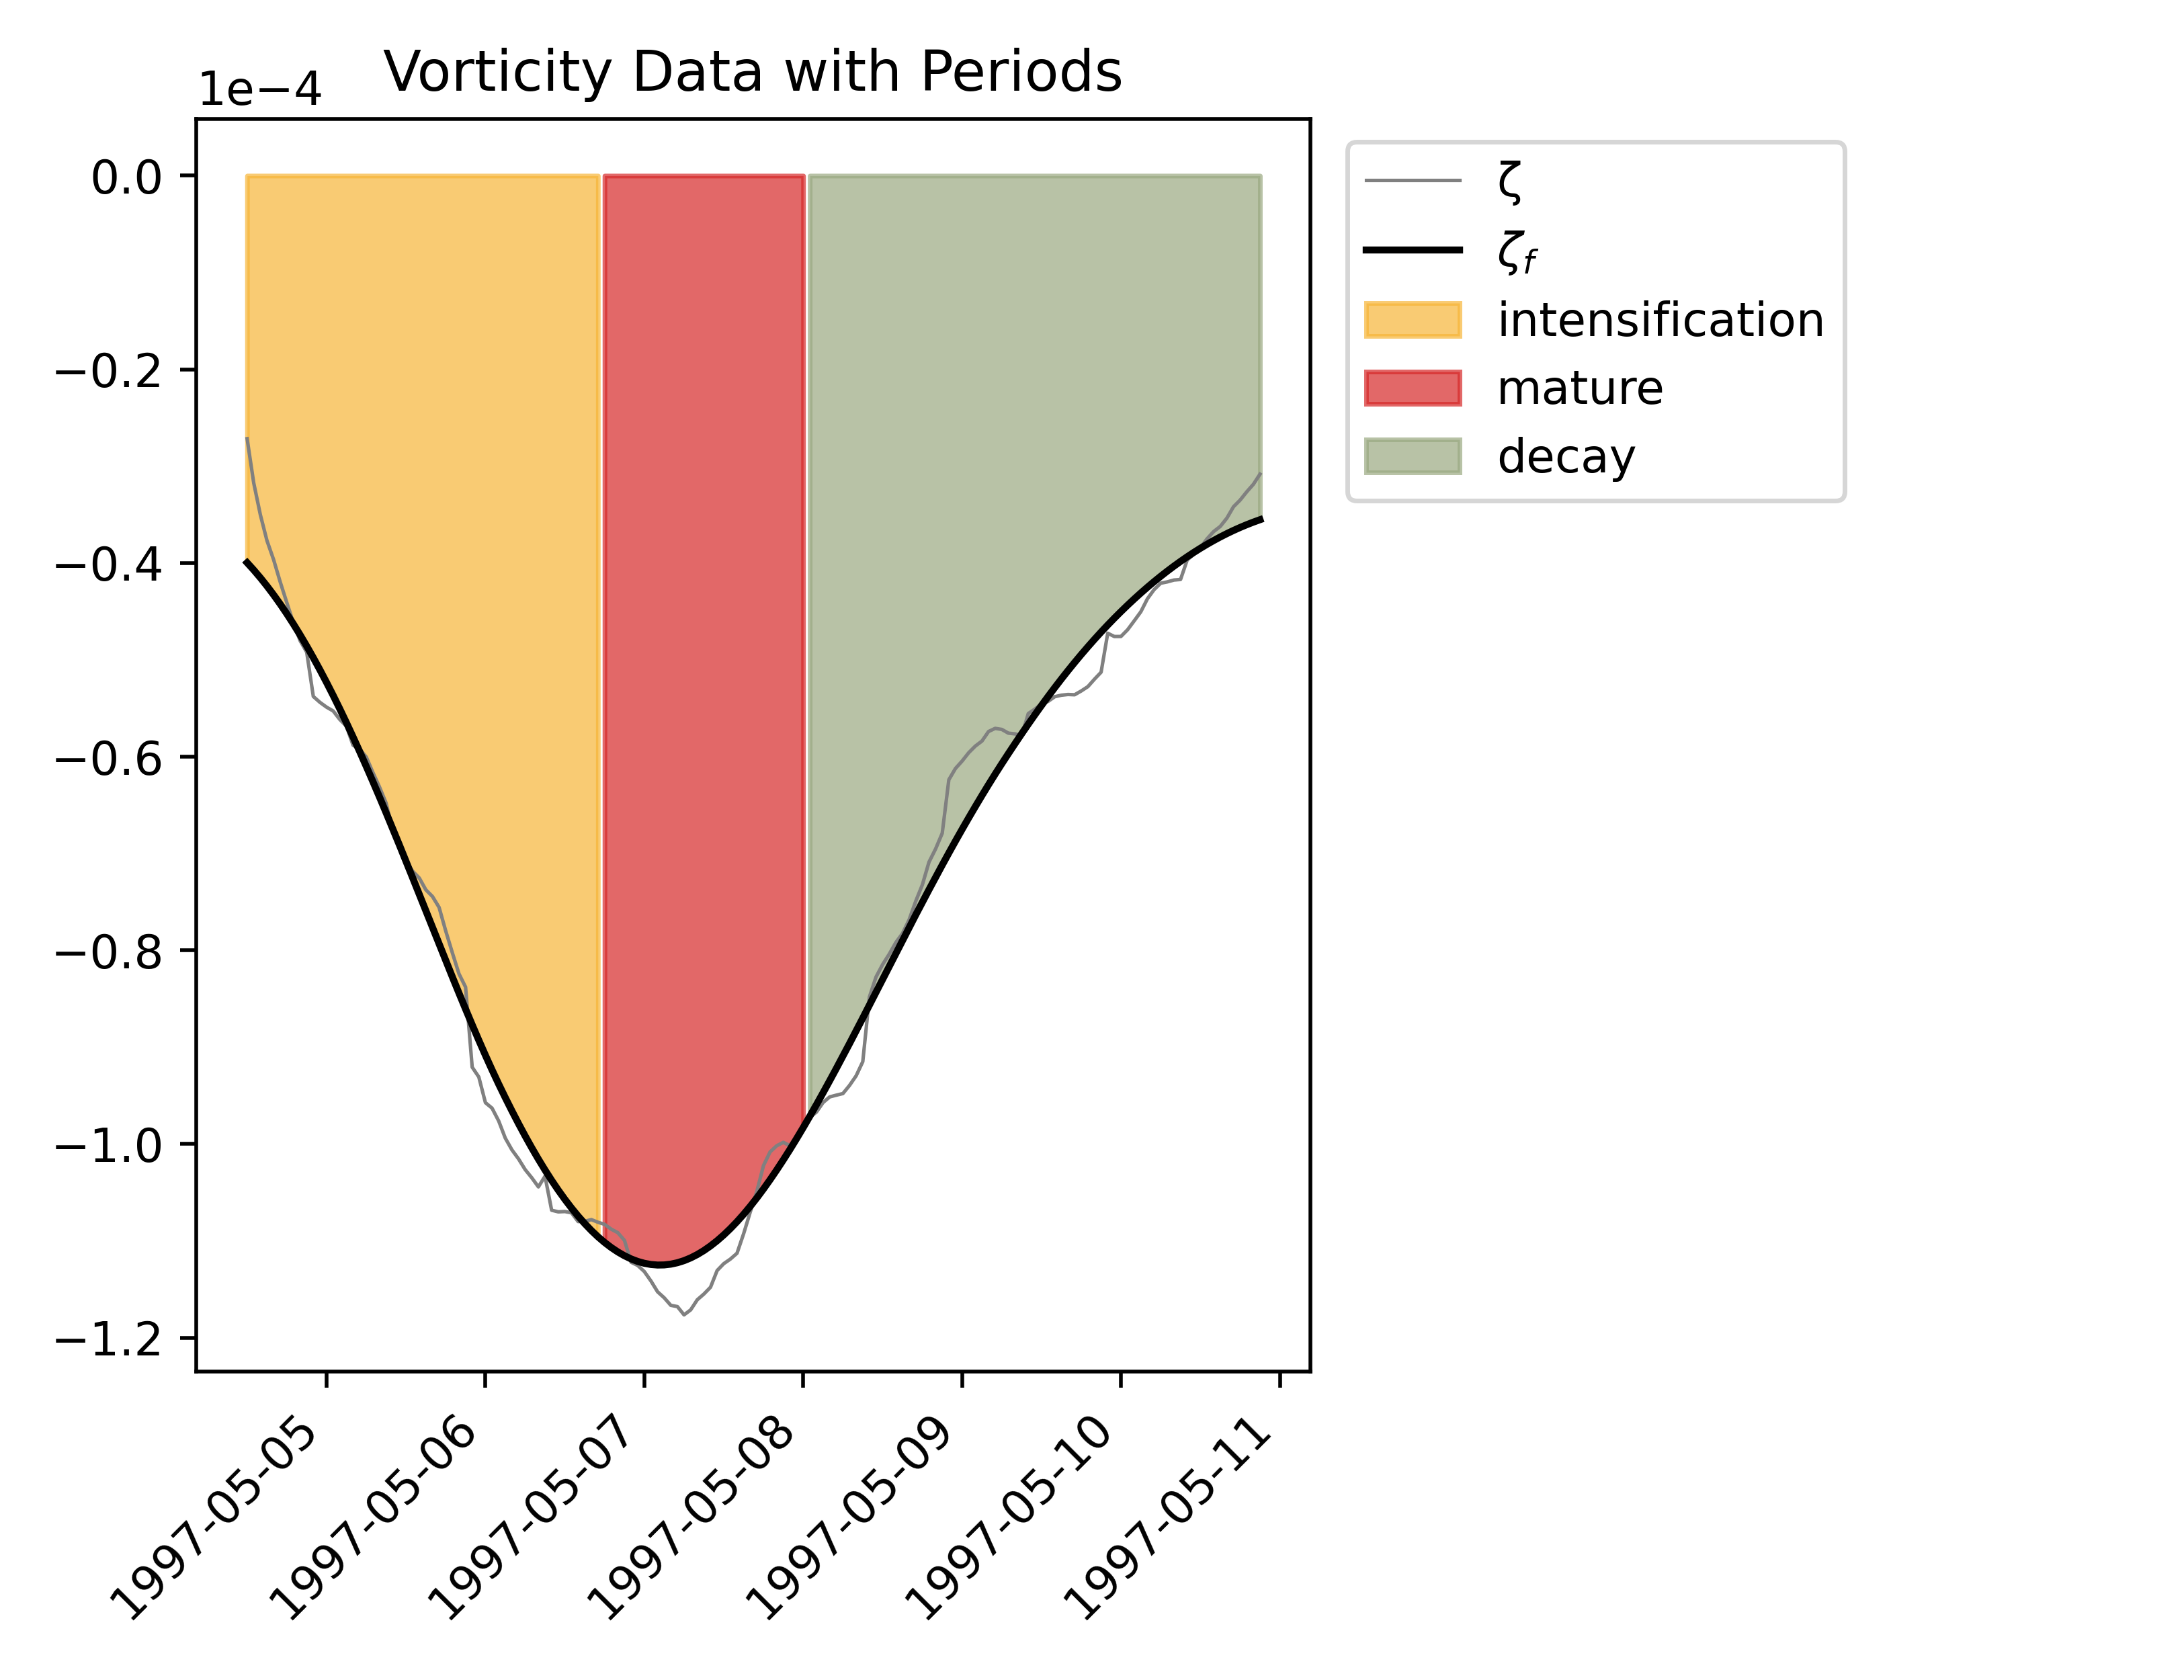 Vorticity Data with Periods
1e−4
0.0
−0.2
−0.4
−0.6
−0.8
−1.0
−1.2
1997-05-05
1997-05-06
1997-05-07
1997-05-08
1997-05-09
1997-05-10
1997-05-11
ζ
ζf
intensification
mature
decay